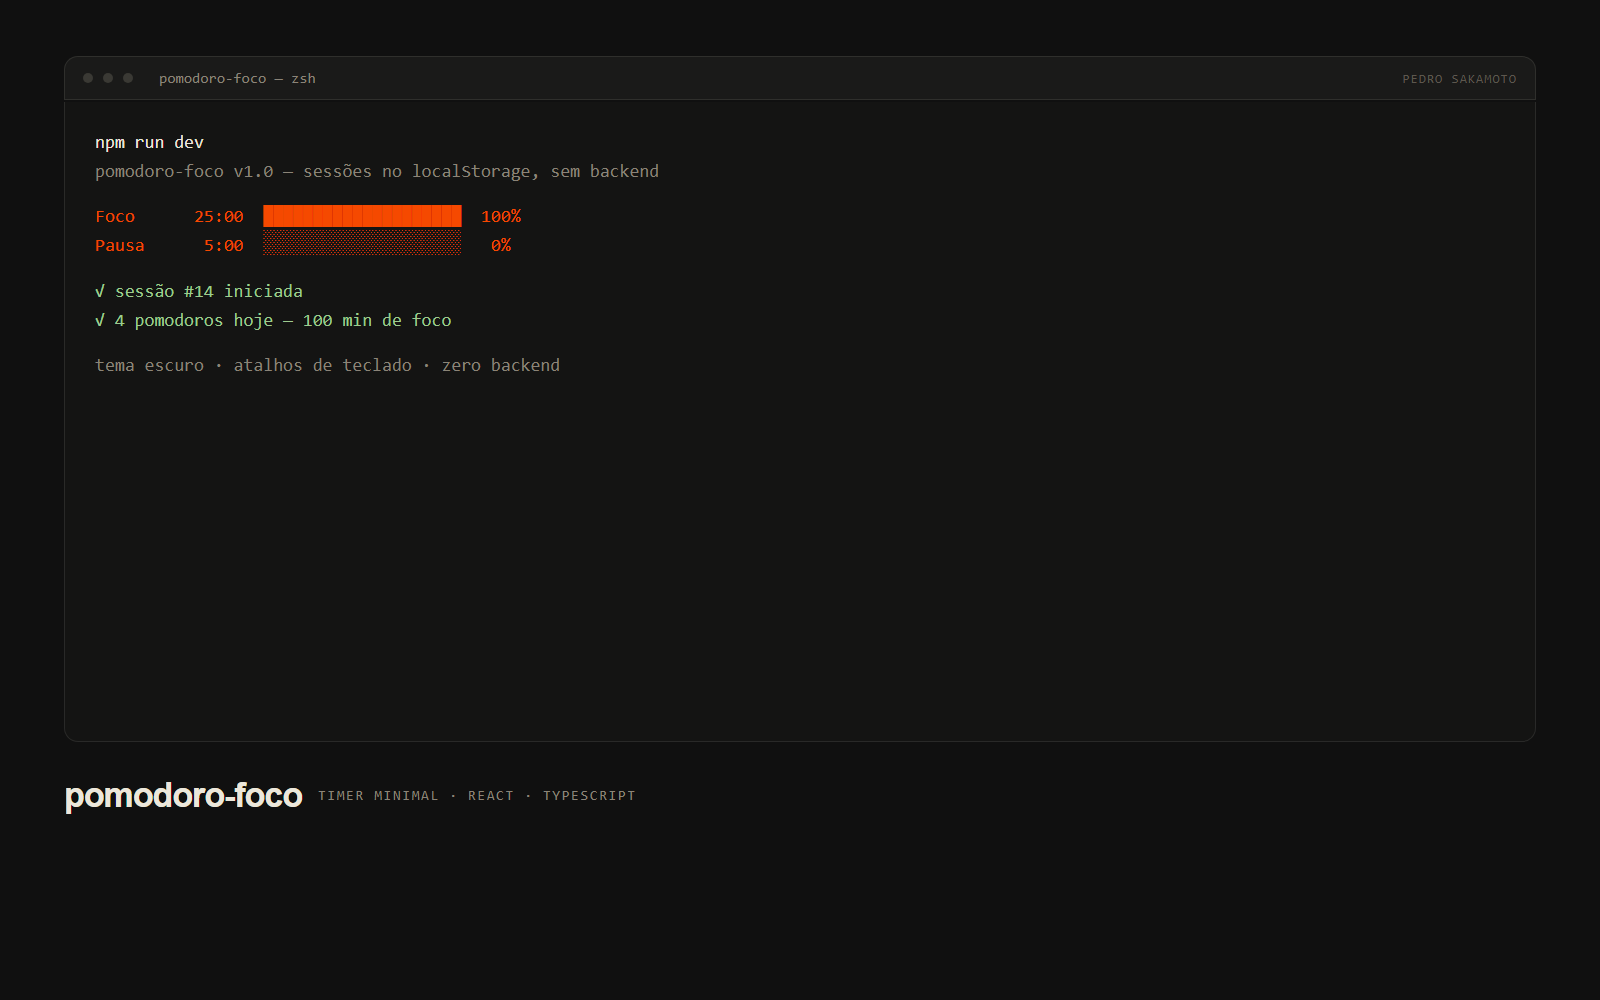 pomodoro-foco — zsh
PEDRO SAKAMOTO
npm run dev
pomodoro-foco v1.0 — sessões no localStorage, sem backend
Foco 25:00 ████████████████████ 100%
Pausa 5:00 ░░░░░░░░░░░░░░░░░░░░ 0%
√ sessão #14 iniciada
√ 4 pomodoros hoje — 100 min de foco
tema escuro · atalhos de teclado · zero backend
pomodoro-foco TIMER MINIMAL · REACT · TYPESCRIPT